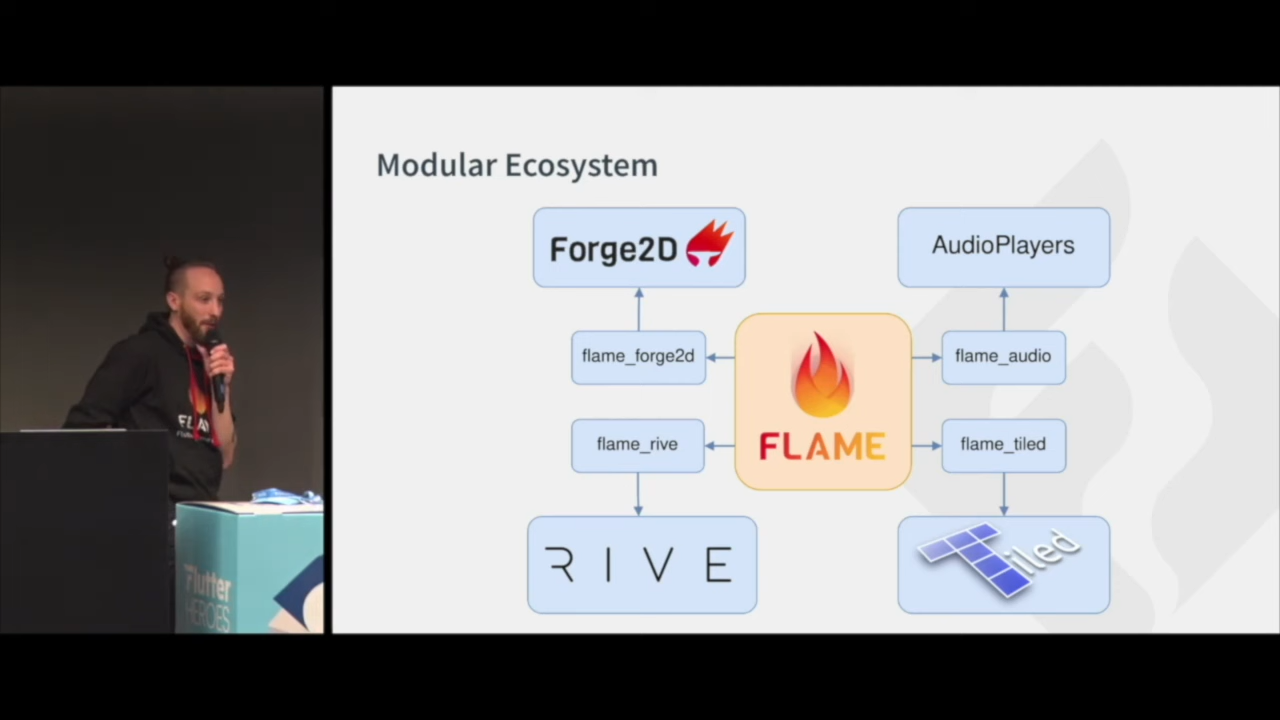 Modular Ecosystem
Forge2D
AudioPlayers
flame_forge2d
flame_audio
FLAME
flame_rive
flame_tiled
RIVE
Tiled
Flutter
HEROES